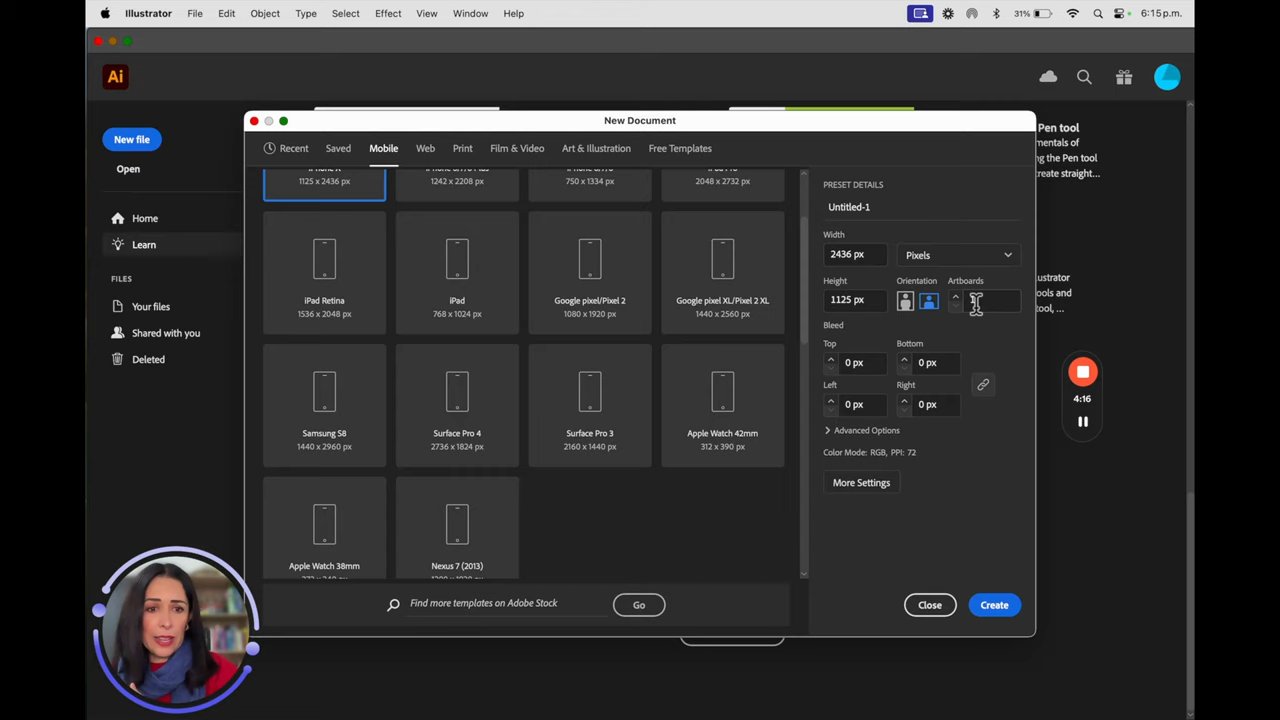 Illustrator File Edit Object Type Select Effect View Window Help 31% 6:15 p.m.
Ai
New Document
New file
Open
Home
Learn
FILES
Your files
Shared with you
Deleted
Recent Saved Mobile Web Print Film & Video Art & Illustration Free Templates
1125 x 2436 px
1242 x 2208 px
750 x 1334 px
2048 x 2732 px
iPad Retina
1536 x 2048 px
iPad
768 x 1024 px
Google pixel/Pixel 2
1080 x 1920 px
Google pixel XL/Pixel 2 XL
1440 x 2560 px
Samsung S8
1440 x 2960 px
Surface Pro 4
2736 x 1824 px
Surface Pro 3
2160 x 1440 px
Apple Watch 42mm
312 x 390 px
Apple Watch 38mm
Nexus 7 (2013)
Find more templates on Adobe Stock
Go
PRESET DETAILS
Untitled-1
Width
2436 px
Pixels
Height
Orientation
Artboards
1125 px
Bleed
Top
Bottom
0 px
0 px
Left
Right
0 px
0 px
Advanced Options
Color Mode: RGB, PPI: 72
More Settings
Close
Create
Pen tool
mentals of
g the Pen tool
create straight...
ustrator
ools and
tool, ...
4:16